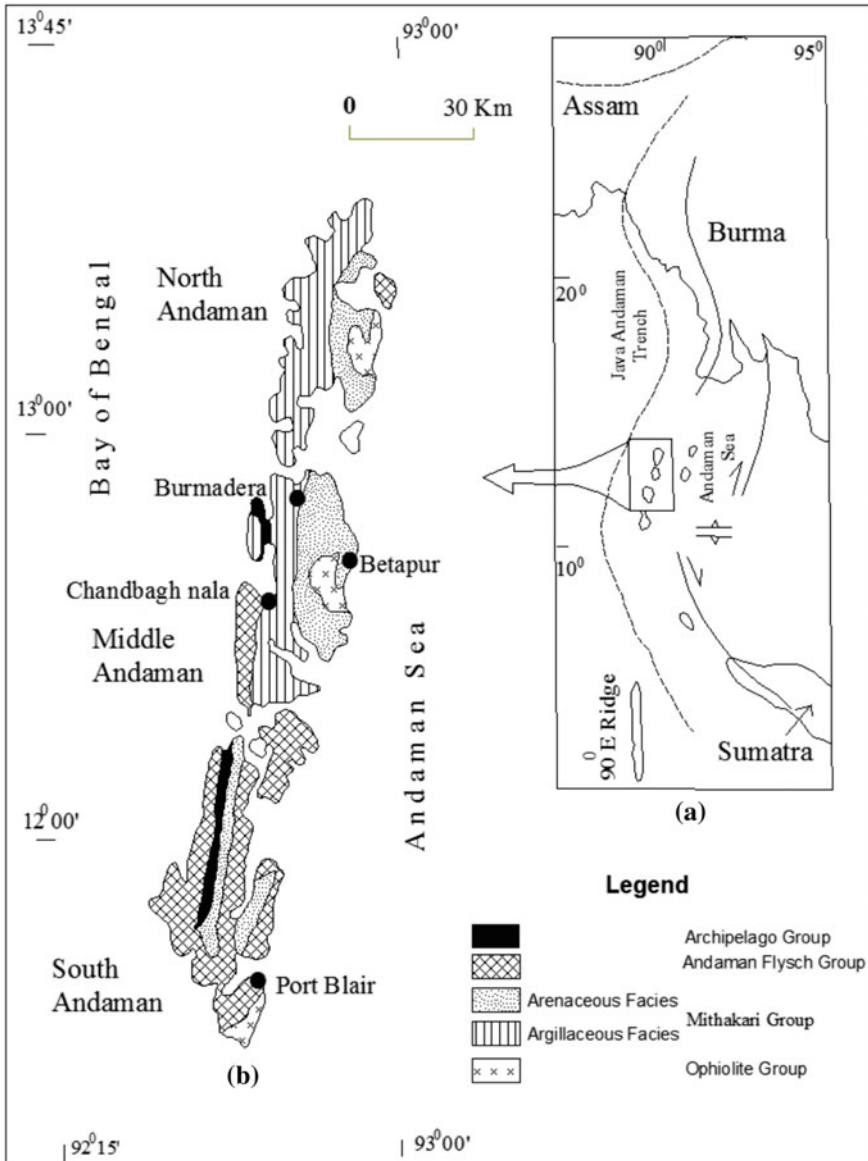 13⁰45'
93⁰00'
0 30 Km
North
Andaman
Bay of Bengal
13⁰00'
Burmadera
Betapur
Chandbagh nala
Middle
Andaman
Andaman Sea
12⁰00'
South
Andaman
Port Blair
(b)
92⁰15'
93⁰00'
90⁰
95⁰
Assam
Burma
20⁰
Java Andaman
Trench
Andaman
Sea
10⁰
90⁰E Ridge
Sumatra
(a)
Legend
Archipelago Group
Andaman Flysch Group
Arenaceous Facies
Mithakari Group
Argillaceous Facies
Ophiolite Group